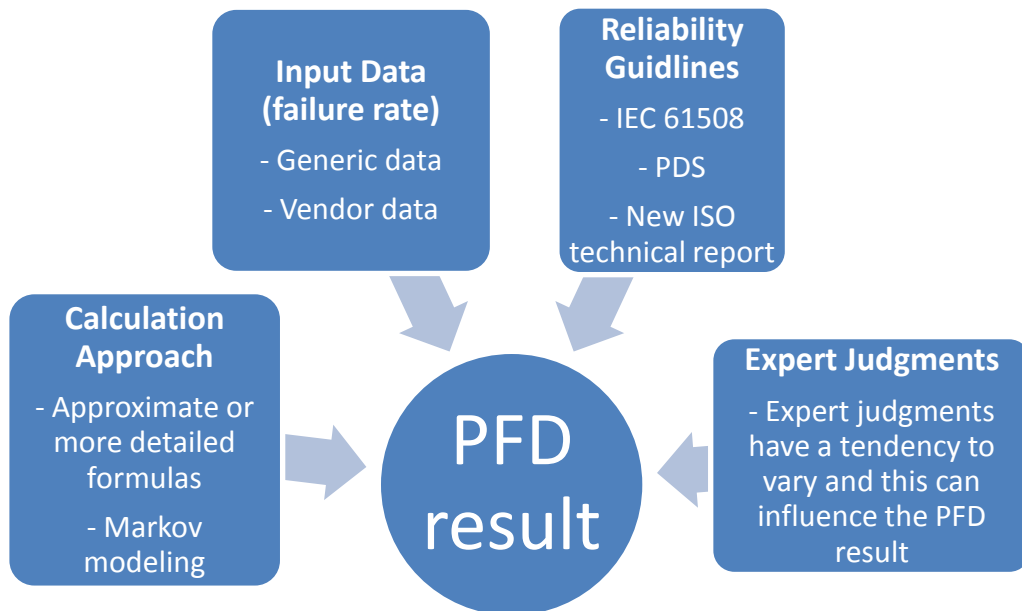 Input Data
(failure rate)
- Generic data
- Vendor data
Reliability
Guidlines
- IEC 61508
- PDS
- New ISO
technical report
Calculation
Approach
- Approximate or
more detailed
formulas
- Markov
modeling
PFD
result
Expert Judgments
- Expert judgments
have a tendency to
vary and this can
influence the PFD
result